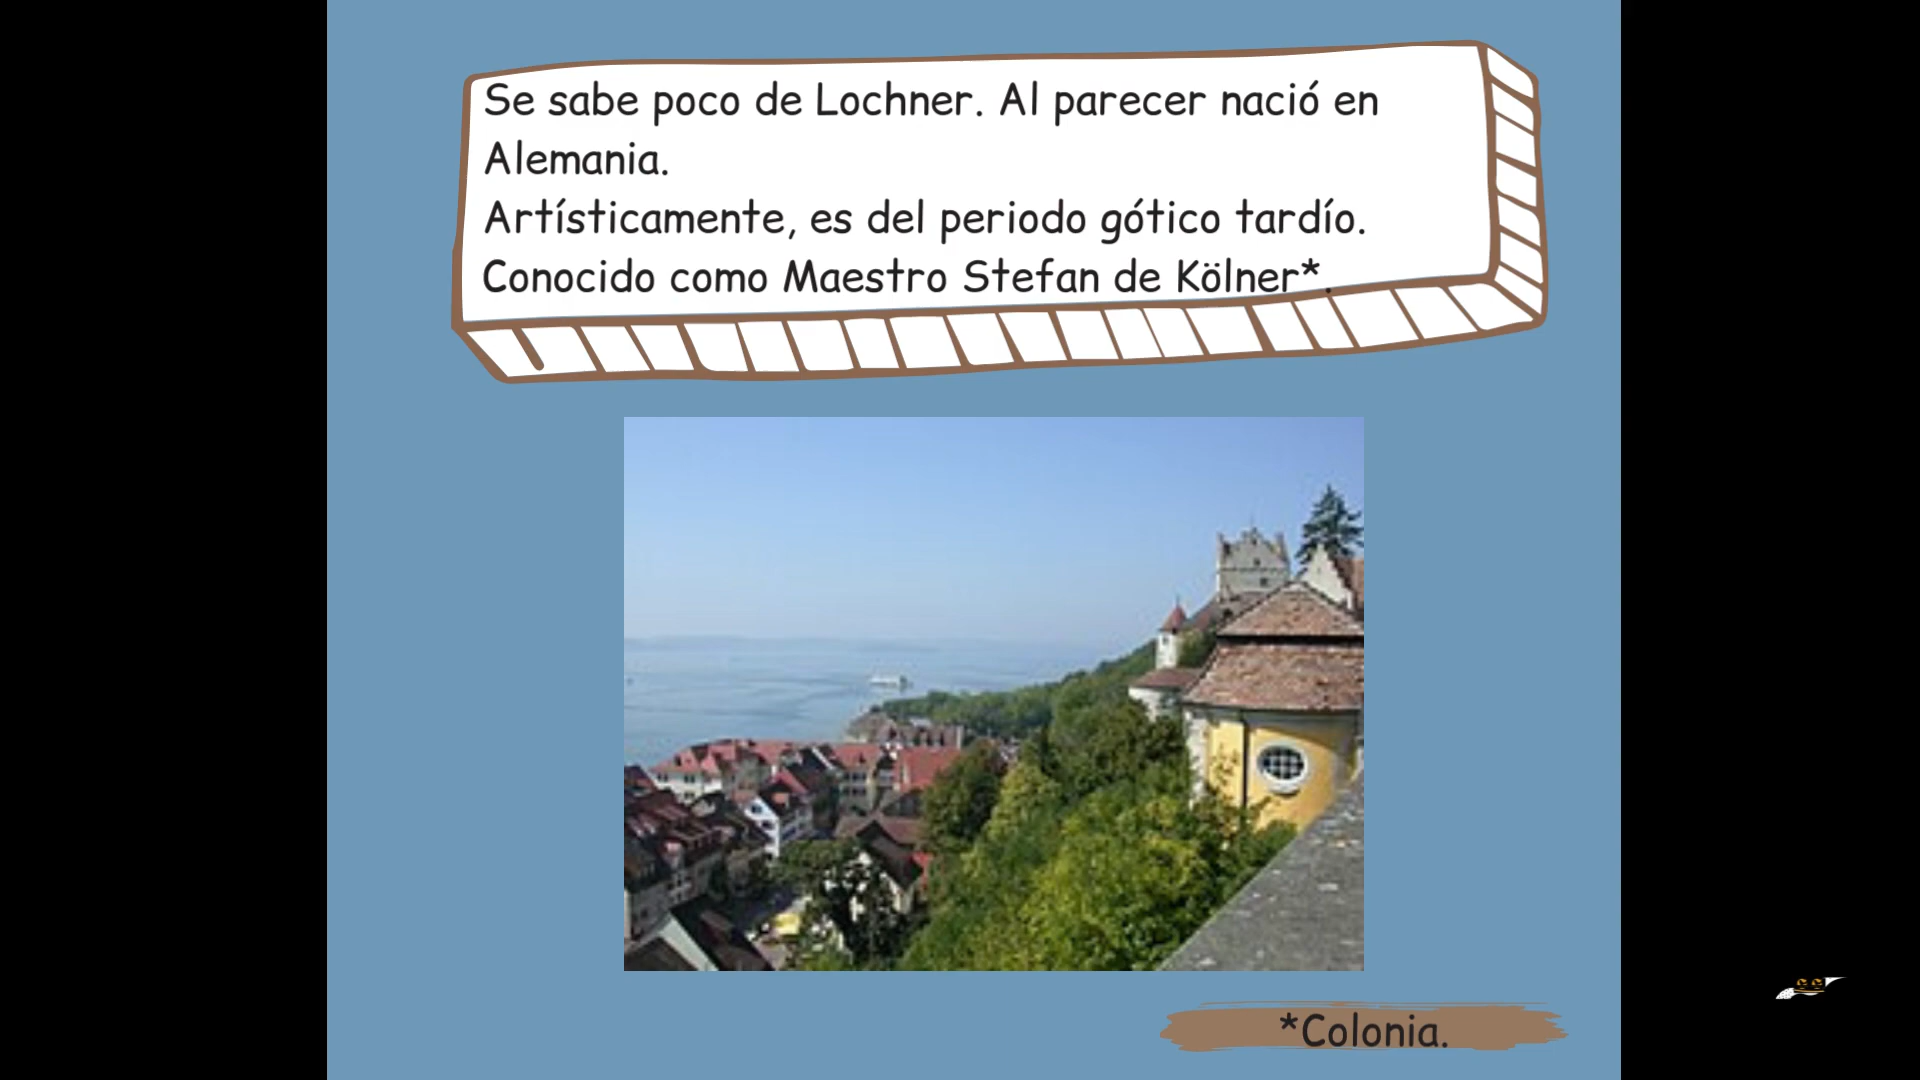 Se sabe poco de Lochner. Al parecer nació en
Alemania.
Artísticamente, es del periodo gótico tardío.
Conocido como Maestro Stefan de Kölner* .
*Colonia.